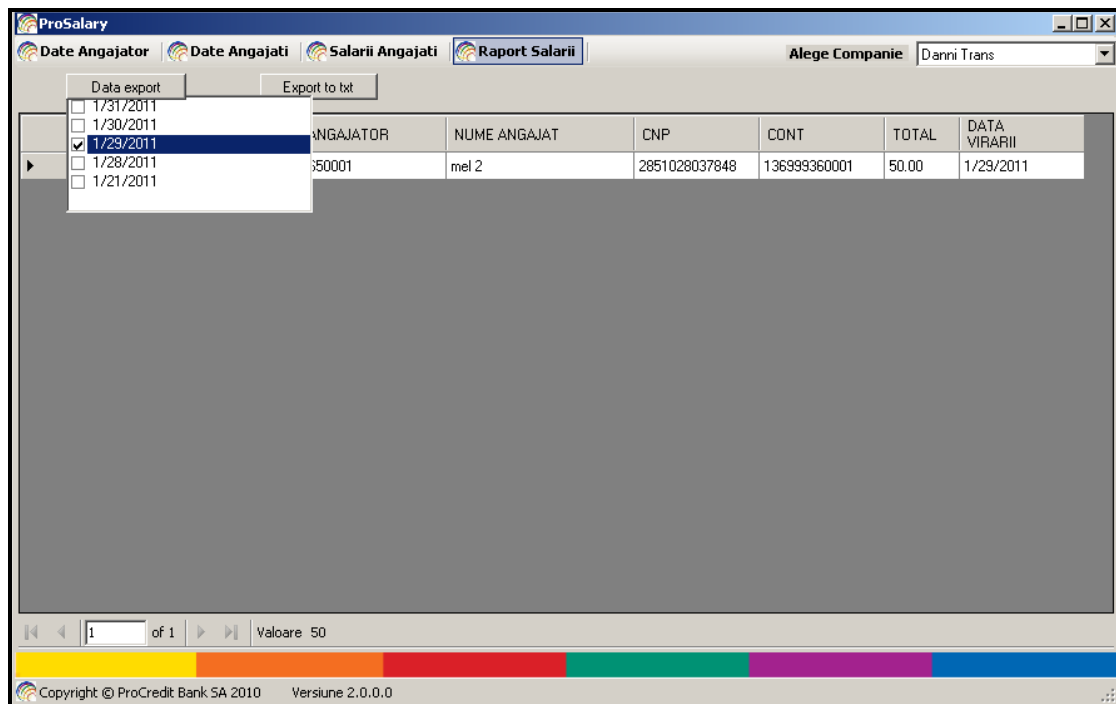 ProSalary
Date Angajator Date Angajati Salarii Angajati Raport Salarii Alege Companie Danni Trans
Data export Export to txt
1/31/2011
1/30/2011
1/29/2011
1/28/2011
1/21/2011
ANGAJATOR NUME ANGAJAT CNP CONT TOTAL DATA VIRARII
650001 mel 2 2851028037848 136999360001 50.00 1/29/2011
1 of 1 Valoare 50
Copyright © ProCredit Bank SA 2010 Versiune 2.0.0.0